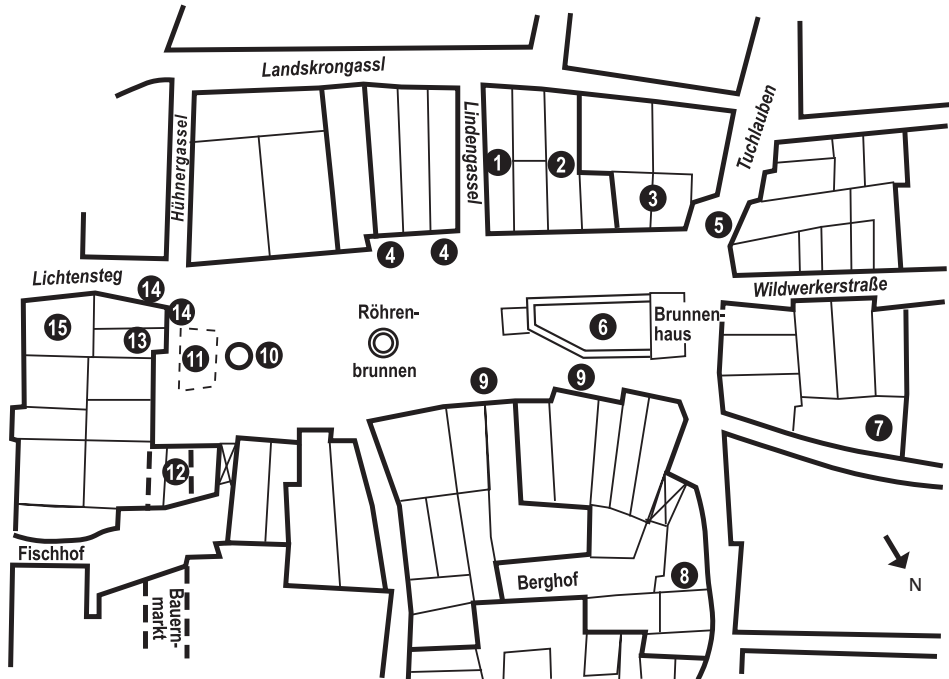 Landskrongassl
Hühnergassel
Lindengassel
Tuchlauben
1
2
3
4
4
5
Lichtensteg
14
14
15
13
11
10
Röhren-
brunnen
6
Brunnen-
haus
Wildwerkerstraße
9
9
7
12
Fischhof
Bauern-
markt
Berghof
8
N